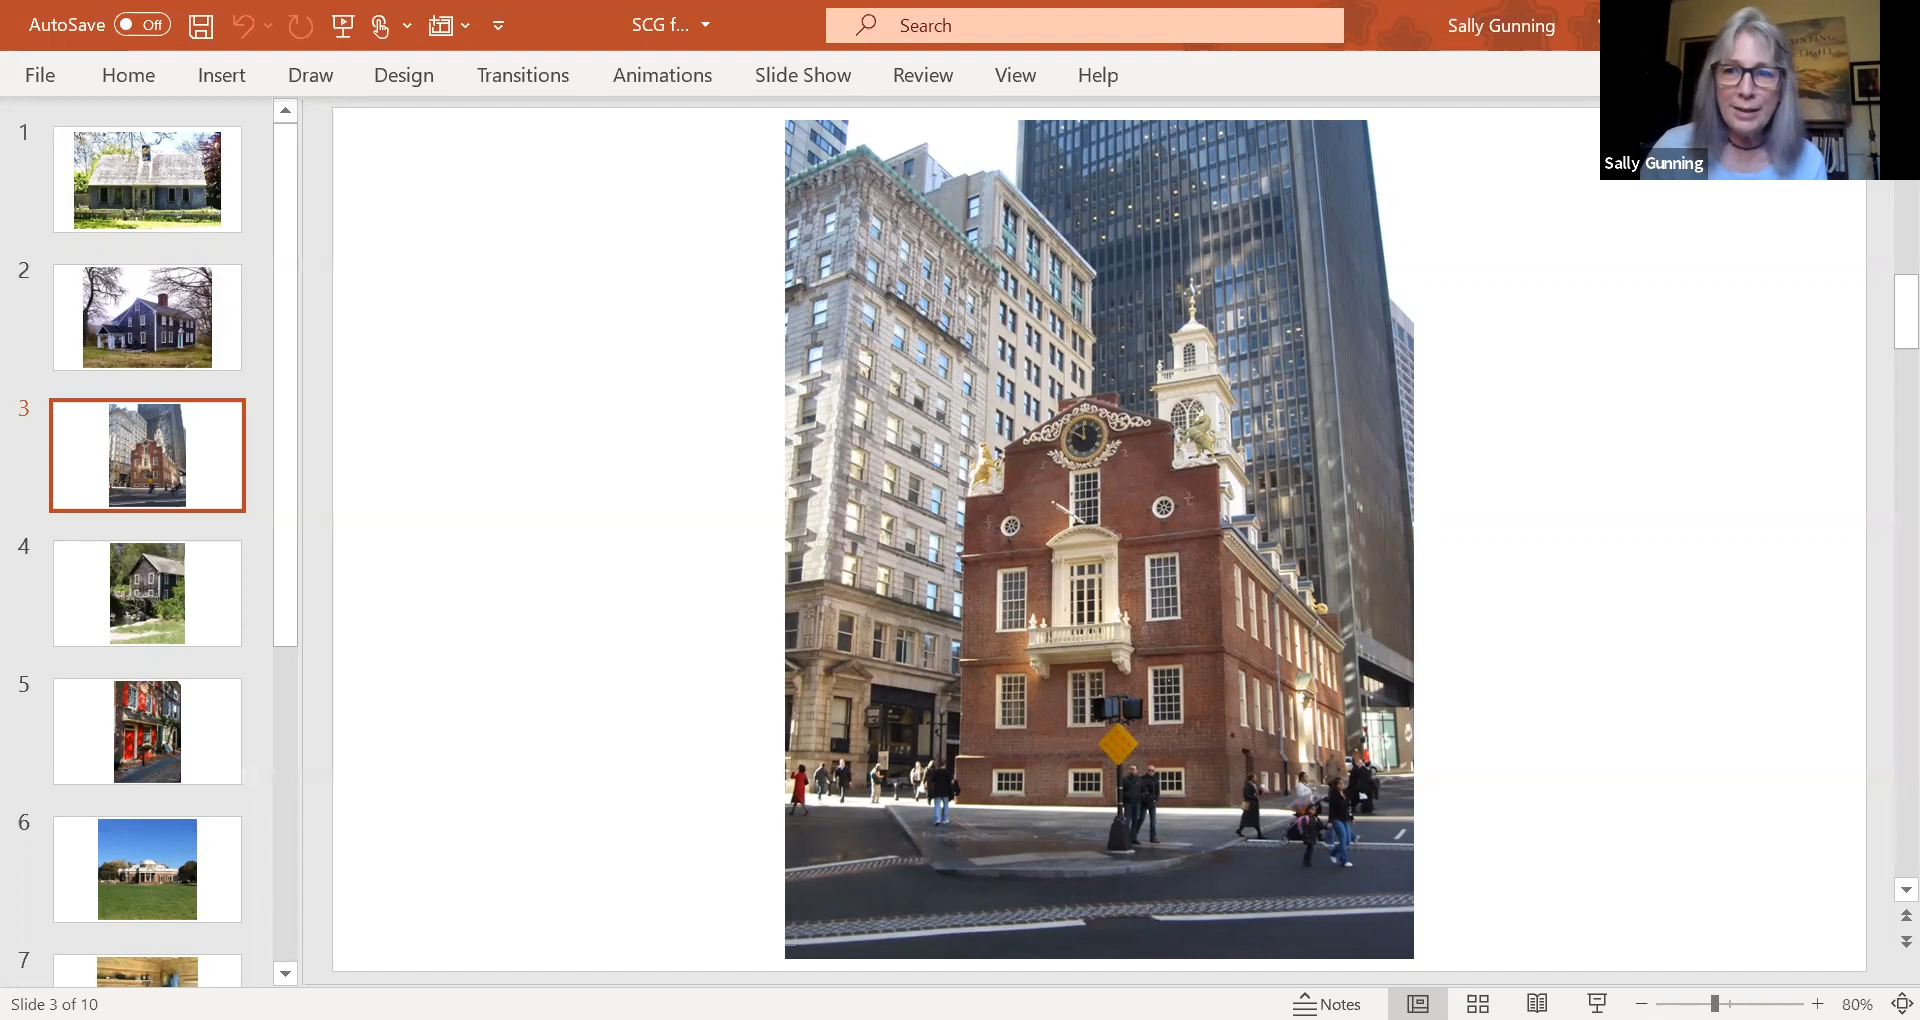 AutoSave Off
SCG f...
Search
Sally Gunning
File Home Insert Draw Design Transitions Animations Slide Show Review View Help
Sally Gunning
1
2
3
4
5
6
7
Slide 3 of 10
Notes
80%